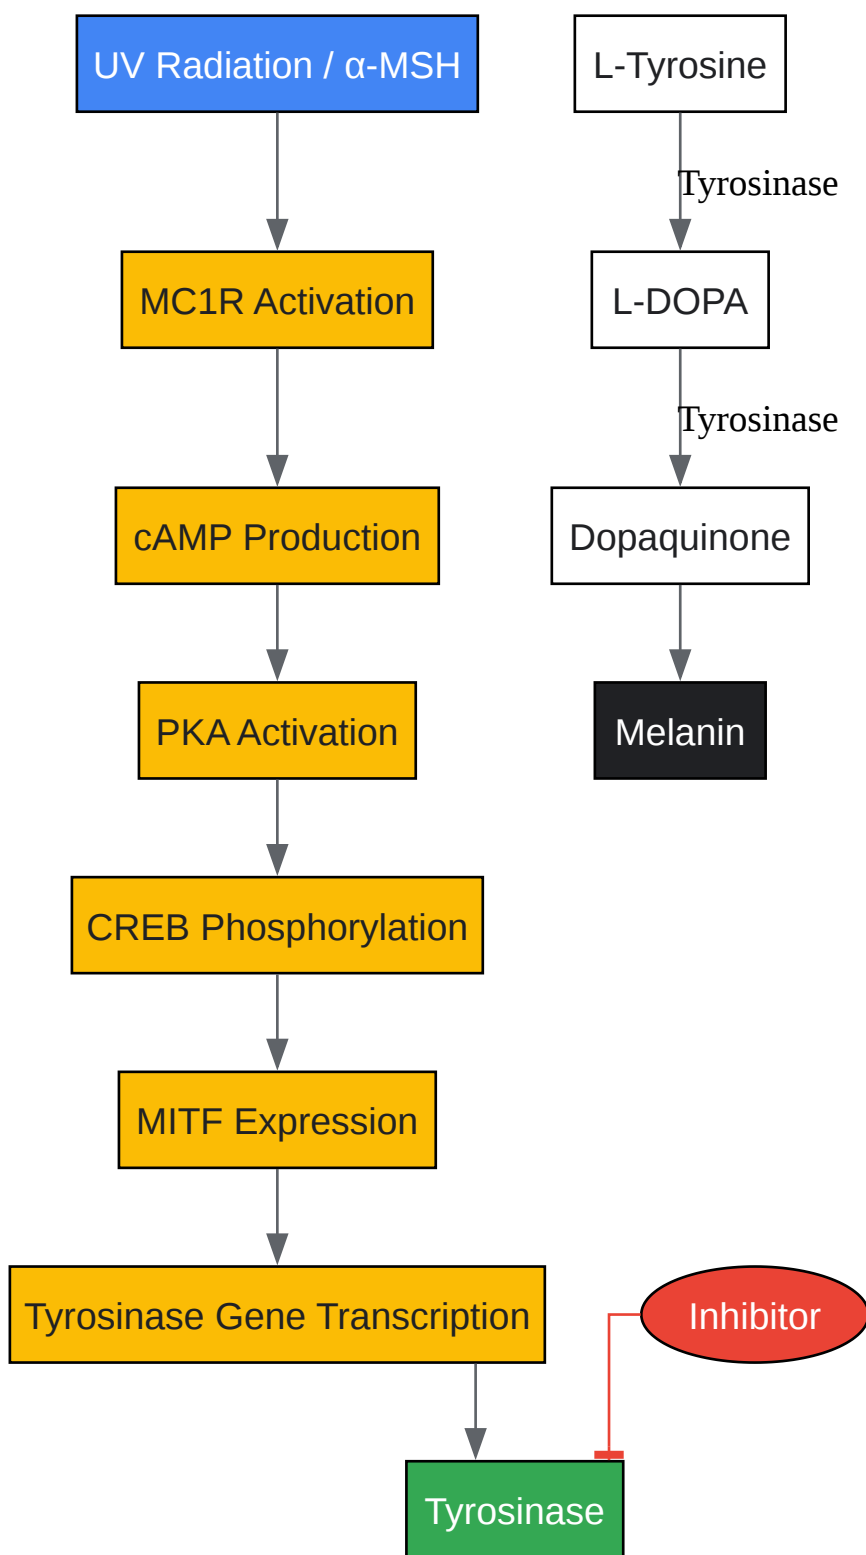 UV Radiation / α-MSH
MC1R Activation
cAMP Production
PKA Activation
CREB Phosphorylation
MITF Expression
Tyrosinase Gene Transcription
Inhibitor
Tyrosinase
L-Tyrosine
Tyrosinase
L-DOPA
Tyrosinase
Dopaquinone
Melanin